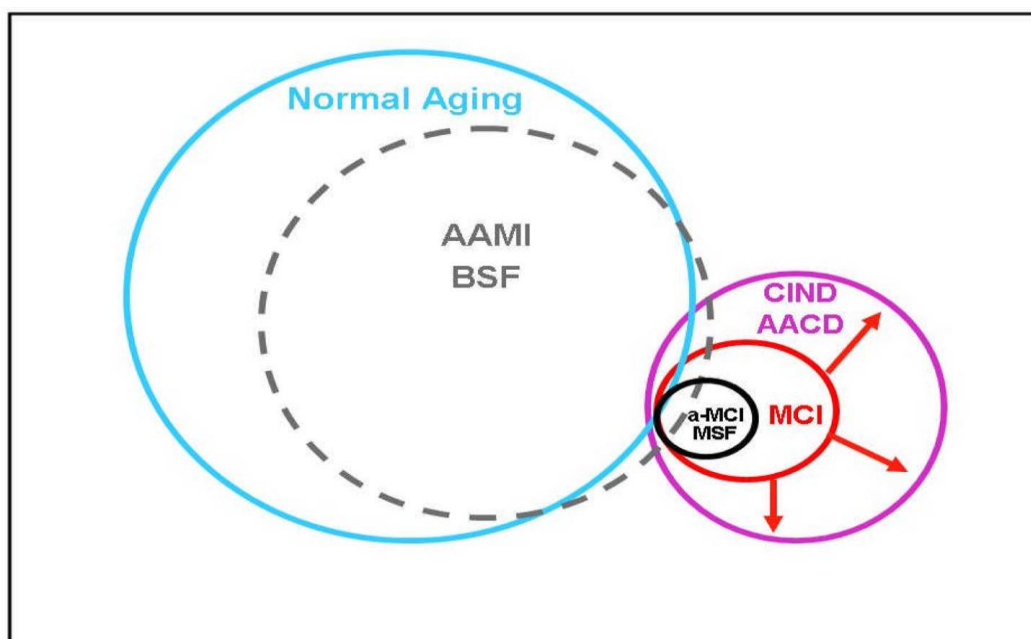 Normal Aging
AAMI
BSF
CIND
AACD
MCI
a-MCI
MSF